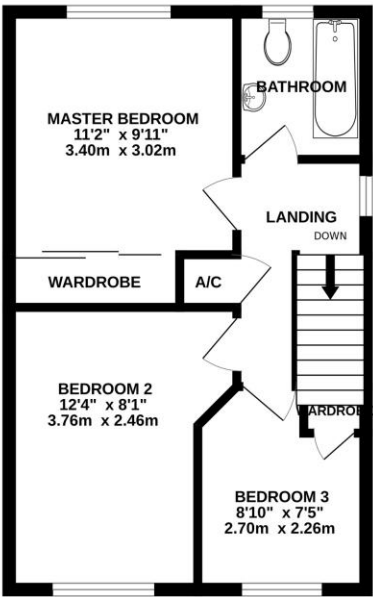 BATHROOM
MASTER BEDROOM
11'2" x 9'11"
3.40m x 3.02m
LANDING
DOWN
WARDROBE
A/C
BEDROOM 2
12'4" x 8'1"
3.76m x 2.46m
WARDROBE
BEDROOM 3
8'10" x 7'5"
2.70m x 2.26m